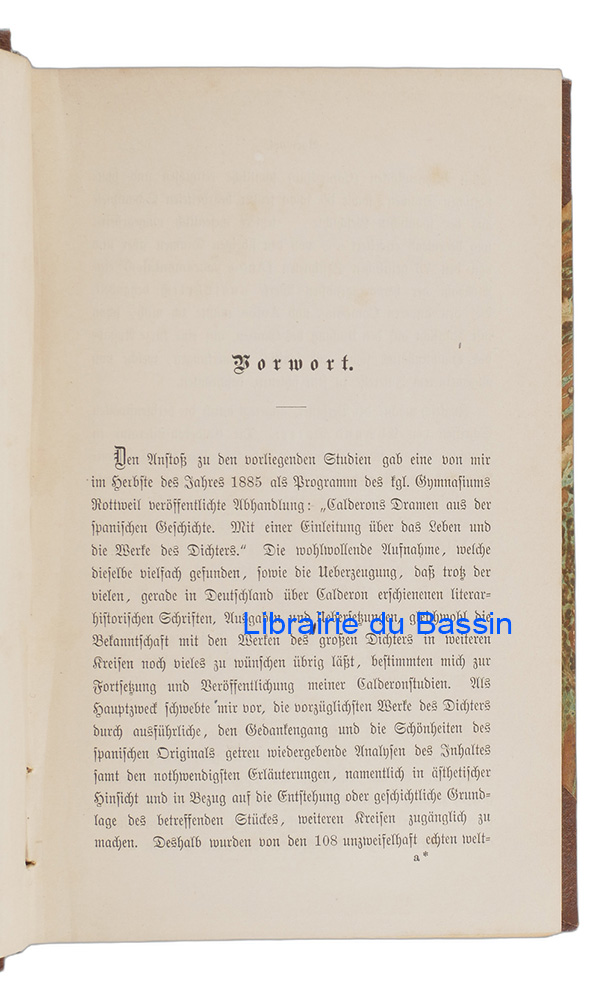 Vorwort.
Den Anstoß zu den vorliegenden Studien gab eine von mir
im Herbste des Jahres 1885 als Programm des kgl. Gymnasiums
Rottweil veröffentlichte Abhandlung: „Calderons Dramen aus der
spanischen Geschichte. Mit einer Einleitung über das Leben und
die Werke des Dichters.“ Die wohlwollende Aufnahme, welche
dieselbe vielfach gefunden, sowie die Ueberzeugung, daß trotz der
vielen, gerade in Deutschland über Calderon erschienenen literar-
historischen Schriften, Ausgaben und Uebersetzungen, gleichwohl die
Librairie du Bassin
Bekanntschaft mit den Werken des großen Dichters in weiteren
Kreisen noch vieles zu wünschen übrig läßt, bestimmten mich zur
Fortsetzung und Veröffentlichung meiner Calderonstudien. Als
Hauptzweck schwebte mir vor, die vorzüglichsten Werke des Dichters
durch ausführliche, den Gedankengang und die Schönheiten des
spanischen Originals getreu wiedergebende Analysen des Inhaltes
samt den nothwendigsten Erläuterungen, namentlich in ästhetischer
Hinsicht und in Bezug auf die Entstehung oder geschichtliche Grund-
lage des betreffenden Stückes, weiteren Kreisen zugänglich zu
machen. Deshalb wurden von den 108 unzweifelhaft echten welt-
a*